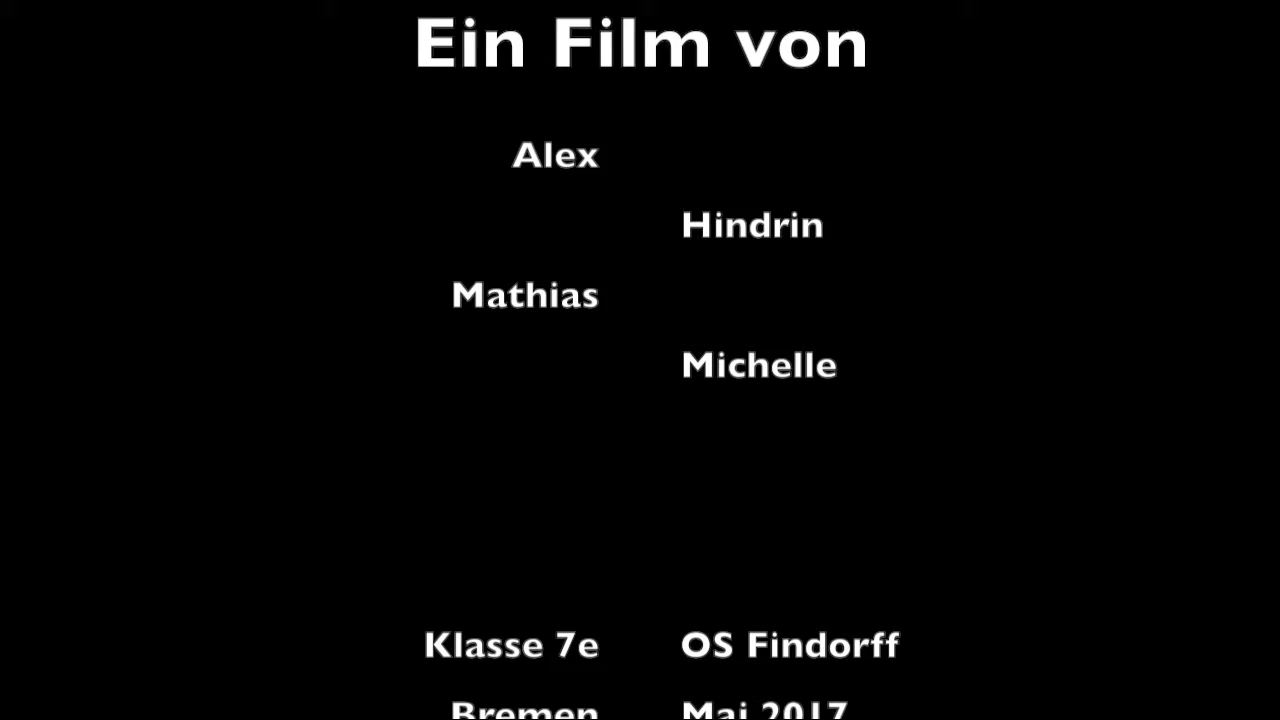 Ein Film von
Alex
Hindrin
Mathias
Michelle
Klasse 7e OS Findorff
Bremen Mai 2017